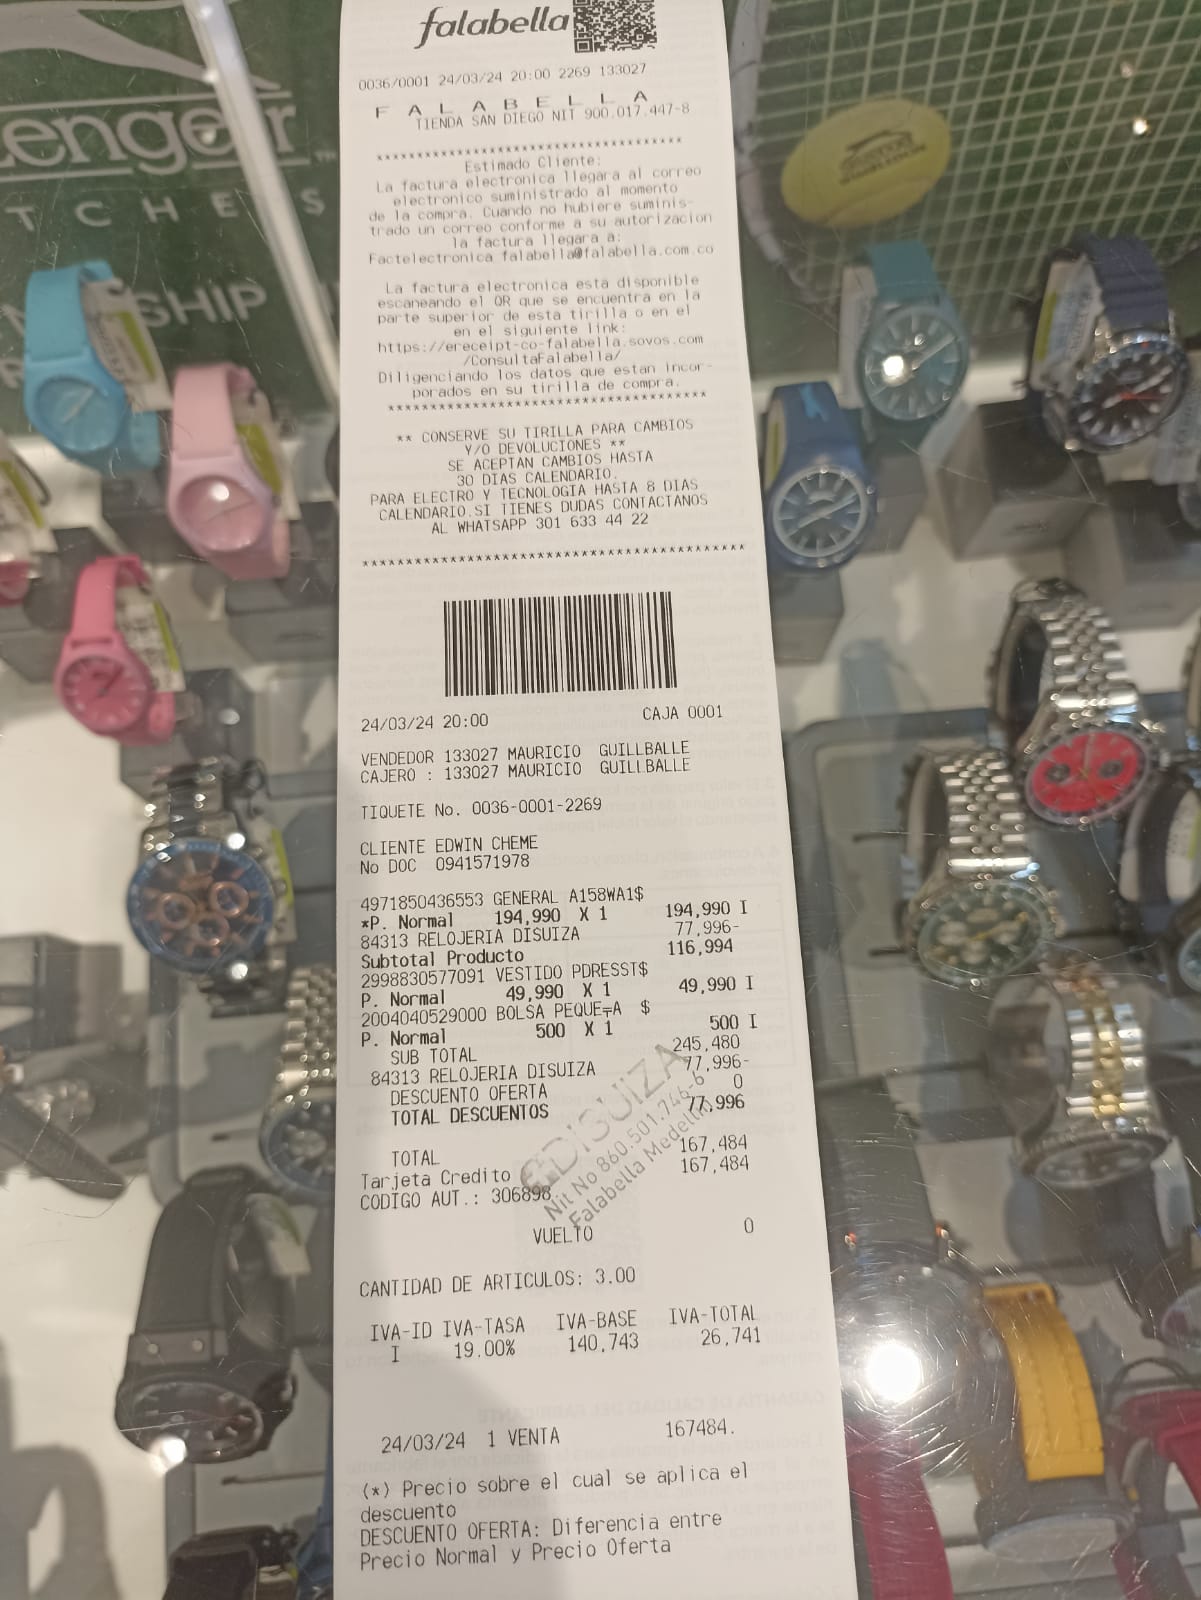 falabella
0036/0001 24/03/24 20:00 2269 133027
F A L A B E L L A
TIENDA SAN DIEGO NIT 900.017.447-8
****************************************
Estimado Cliente:
La factura electronica llegara al correo
electronico suministrado al momento
de la compra. Cuando no hubiere suminis-
trado un correo conforme a su autorizacion
la factura llegara a:
Factelectronica falabella@falabella.com.co
La factura electronica esta disponible
escaneando el QR que se encuentra en la
parte superior de esta tirilla o en el
en el siguiente link:
https://ereceipt-co-falabella.sovos.com
/ConsultaFalabella/
Diligenciando los datos que estan incor-
porados en su tirilla de compra.
****************************************
** CONSERVE SU TIRILLA PARA CAMBIOS
Y/O DEVOLUCIONES **
SE ACEPTAN CAMBIOS HASTA
30 DIAS CALENDARIO.
PARA ELECTRO Y TECNOLOGIA HASTA 8 DIAS
CALENDARIO.SI TIENES DUDAS CONTACTANOS
AL WHATSAPP 301 633 44 22
****************************************
24/03/24 20:00 CAJA 0001
VENDEDOR 133027 MAURICIO GUILLBALLE
CAJERO : 133027 MAURICIO GUILLBALLE
TIQUETE No. 0036-0001-2269
CLIENTE EDWIN CHEME
No DOC 0941571978
4971850436553 GENERAL A158WA1$
*P. Normal 194,990 X 1 194,990 I
84313 RELOJERIA DISUIZA 77,996-
Subtotal Producto 116,994
2998830577091 VESTIDO PDRESST$
P. Normal 49,990 X 1 49,990 I
2004040529000 BOLSA PEQUE╤A $
P. Normal 500 X 1 500 I
SUB TOTAL 245,480
84313 RELOJERIA DISUIZA 77,996-
DESCUENTO OFERTA 0
TOTAL DESCUENTOS 77,996
DISUIZA
Nit No 860.501.746-6
Falabella Medellin
TOTAL 167,484
Tarjeta Credito 167,484
CODIGO AUT.: 306898
VUELTO 0
CANTIDAD DE ARTICULOS: 3.00
IVA-ID IVA-TASA IVA-BASE IVA-TOTAL
I 19.00% 140,743 26,741
24/03/24 1 VENTA 167484.
(*) Precio sobre el cual se aplica el
descuento
DESCUENTO OFERTA: Diferencia entre
Precio Normal y Precio Oferta